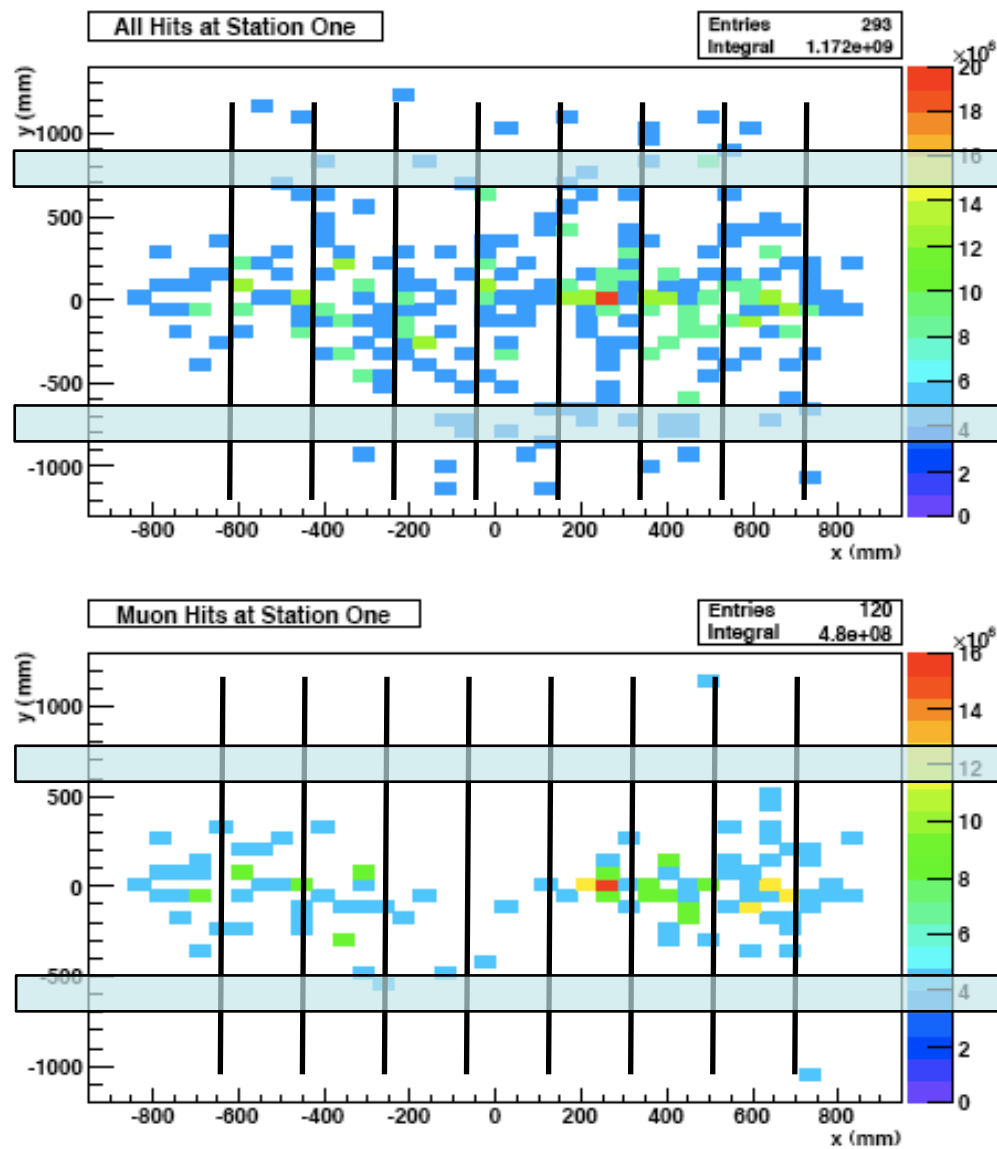 All Hits at Station One
Entries 293
Integral 1.172e+09
×10⁶
y (mm)
1000
500
0
-500
-1000
-800 -600 -400 -200 0 200 400 600 800
x (mm)
20
18
16
14
12
10
8
6
4
2
0
Muon Hits at Station One
Entries 120
Integral 4.8e+08
×10⁶
y (mm)
1000
500
0
-500
-1000
-800 -600 -400 -200 0 200 400 600 800
x (mm)
16
14
12
10
8
6
4
2
0